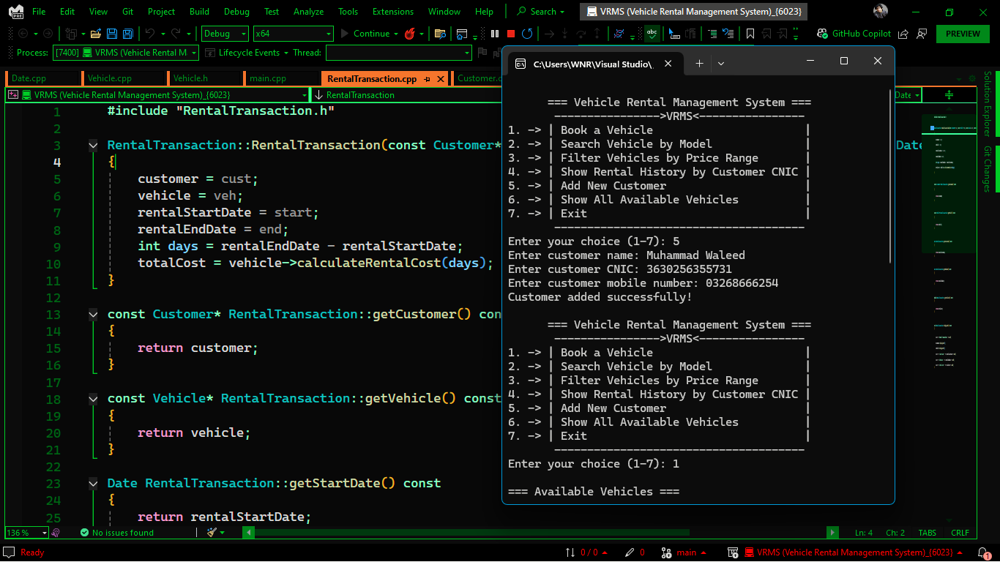 File Edit View Git Project Build Debug Test Analyze Tools Extensions Window Help Search VRMS (Vehicle Rental Management System)_{6023}
PRE
Debug x64 Continue abc GitHub Copilot PREVIEW
Process: [7400] VRMS (Vehicle Rental M Lifecycle Events Thread:
Date.cpp Vehicle.cpp Vehicle.h main.cpp RentalTransaction.cpp Customer.c
VRMS (Vehicle Rental Management System)_{6023} RentalTransaction Date
1 #include "RentalTransaction.h"
2
3 RentalTransaction::RentalTransaction(const Customer* Date
4 {
5 customer = cust;
6 vehicle = veh;
7 rentalStartDate = start;
8 rentalEndDate = end;
9 int days = rentalEndDate - rentalStartDate;
10 totalCost = vehicle->calculateRentalCost(days);
11 }
12
13 const Customer* RentalTransaction::getCustomer() con
14 {
15 return customer;
16 }
17
18 const Vehicle* RentalTransaction::getVehicle() const
19 {
20 return vehicle;
21 }
22
23 Date RentalTransaction::getStartDate() const
24 {
25 return rentalStartDate;
C:\Users\WNR\Visual Studio\
=== Vehicle Rental Management System ===
---------------->VRMS<----------------
1. -> | Book a Vehicle |
2. -> | Search Vehicle by Model |
3. -> | Filter Vehicles by Price Range |
4. -> | Show Rental History by Customer CNIC |
5. -> | Add New Customer |
6. -> | Show All Available Vehicles |
7. -> | Exit |
--------------------------------------
Enter your choice (1-7): 5
Enter customer name: Muhammad Waleed
Enter customer CNIC: 3630256355731
Enter customer mobile number: 03268666254
Customer added successfully!
=== Vehicle Rental Management System ===
---------------->VRMS<----------------
1. -> | Book a Vehicle |
2. -> | Search Vehicle by Model |
3. -> | Filter Vehicles by Price Range |
4. -> | Show Rental History by Customer CNIC |
5. -> | Add New Customer |
6. -> | Show All Available Vehicles |
7. -> | Exit |
--------------------------------------
Enter your choice (1-7): 1
=== Available Vehicles ===
Solution Explorer
Git Changes
136 % No issues found Ln: 4 Ch: 2 TABS CRLF
Ready 0 / 0 0 main VRMS (Vehicle Rental Management System)_{6023} 1